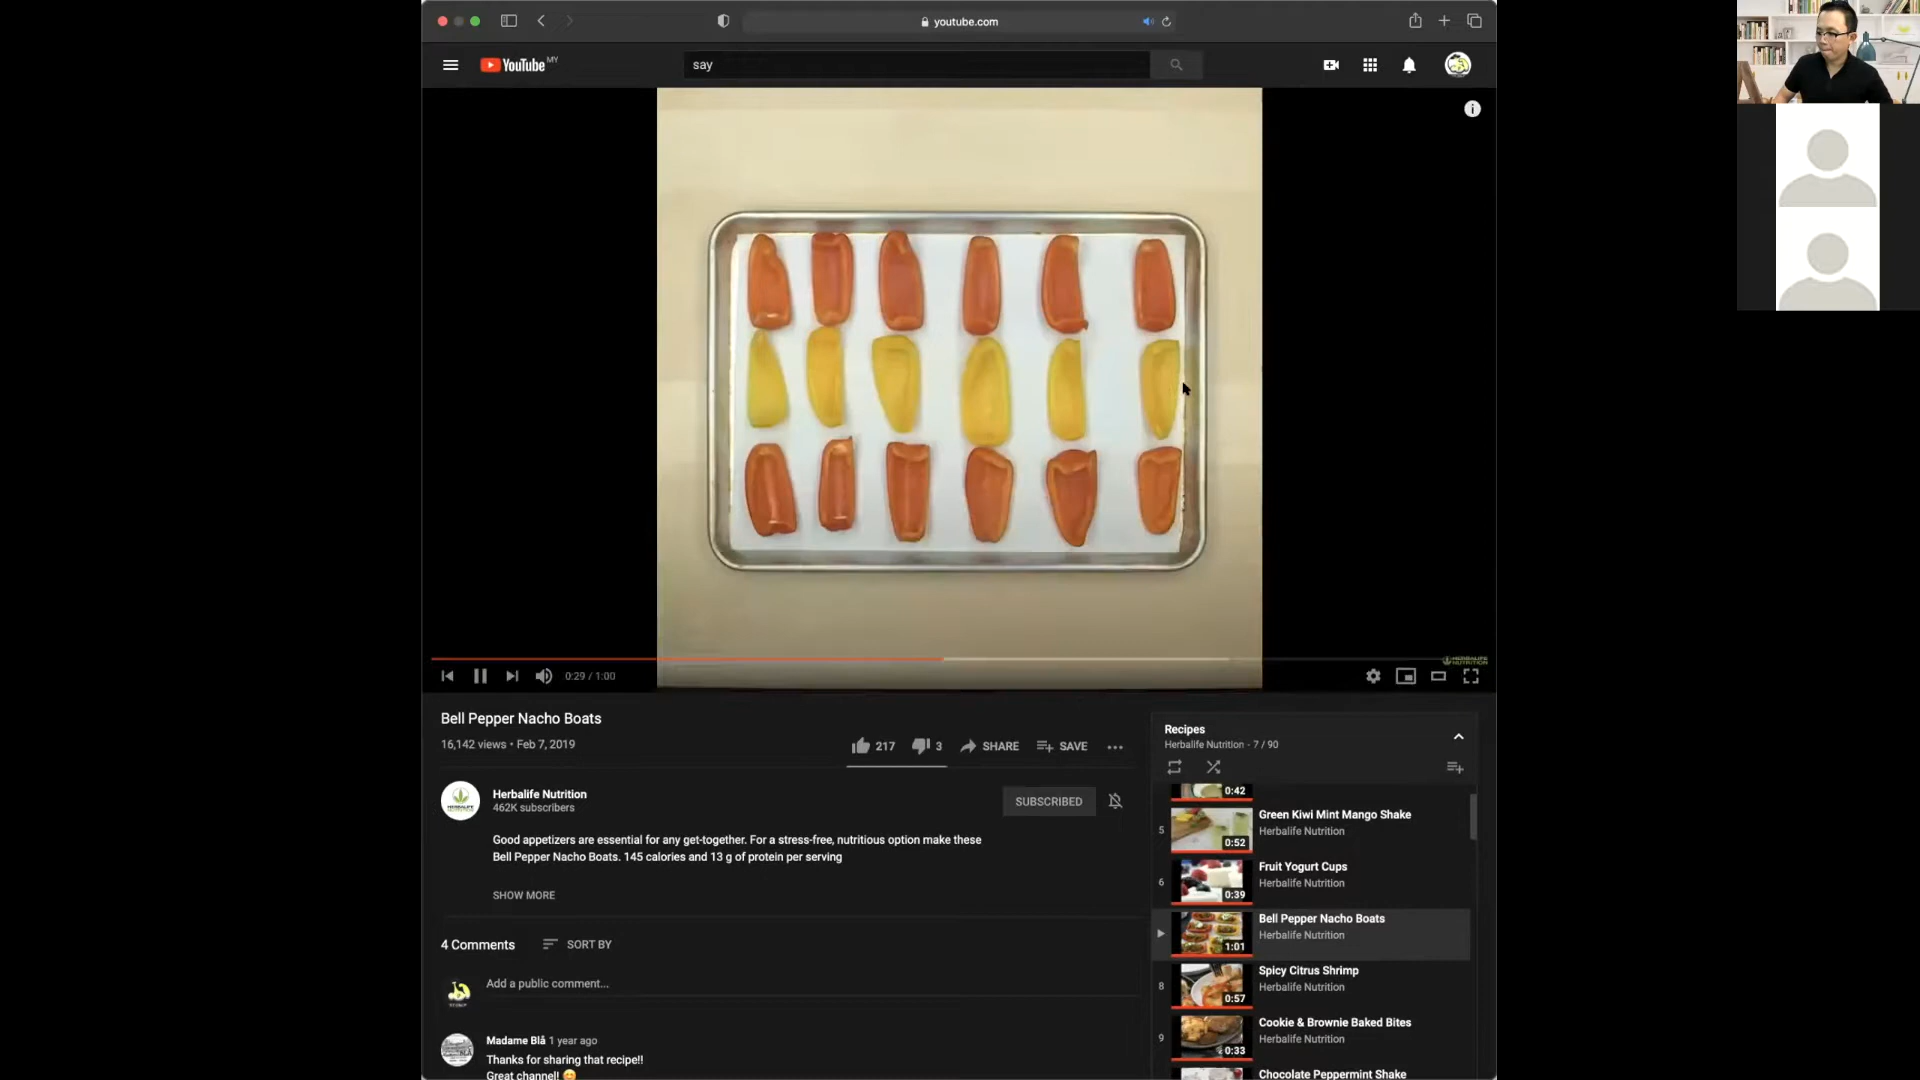 youtube.com
YouTube MY
say
0:29 / 1:00
HERBALIFE
NUTRITION
Bell Pepper Nacho Boats
16,142 views • Feb 7, 2019
217
3
SHARE
SAVE
Herbalife Nutrition
462K subscribers
SUBSCRIBED
Good appetizers are essential for any get-together. For a stress-free, nutritious option make these
Bell Pepper Nacho Boats. 145 calories and 13 g of protein per serving
SHOW MORE
4 Comments
SORT BY
Add a public comment...
Madame Blå 1 year ago
Thanks for sharing that recipe!!
Great channel! 😊
Recipes
Herbalife Nutrition - 7 / 90
0:42
5
0:52
Green Kiwi Mint Mango Shake
Herbalife Nutrition
6
0:39
Fruit Yogurt Cups
Herbalife Nutrition
1:01
Bell Pepper Nacho Boats
Herbalife Nutrition
8
0:57
Spicy Citrus Shrimp
Herbalife Nutrition
9
0:33
Cookie & Brownie Baked Bites
Herbalife Nutrition
Chocolate Peppermint Shake